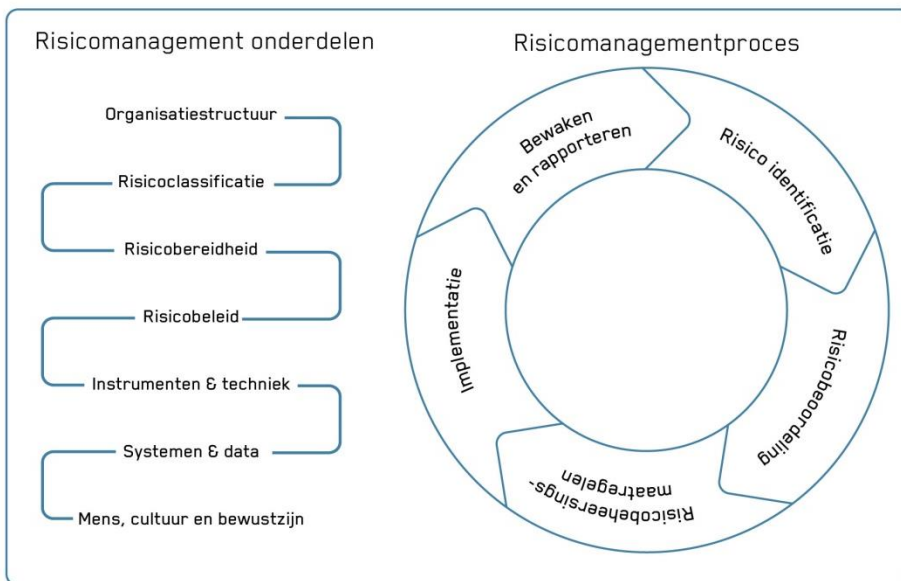 Risicomanagement onderdelen
Organisatiestructuur
Risicoclassificatie
Risicobereidheid
Risicobeleid
Instrumenten & techniek
Systemen & data
Mens, cultuur en bewustzijn
Risicomanagementproces
Risico identificatie
Risicobeoordeling
Risicobeheersings-
maatregelen
Implementatie
Bewaken
en rapporteren